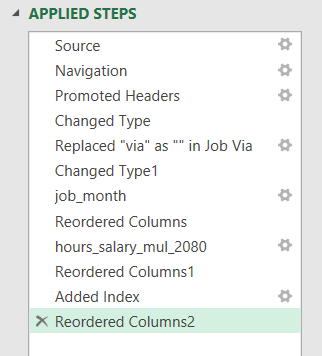 APPLIED STEPS
Source
Navigation
Promoted Headers
Changed Type
Replaced "via" as "" in Job Via
Changed Type1
job_month
Reordered Columns
hours_salary_mul_2080
Reordered Columns1
Added Index
Reordered Columns2